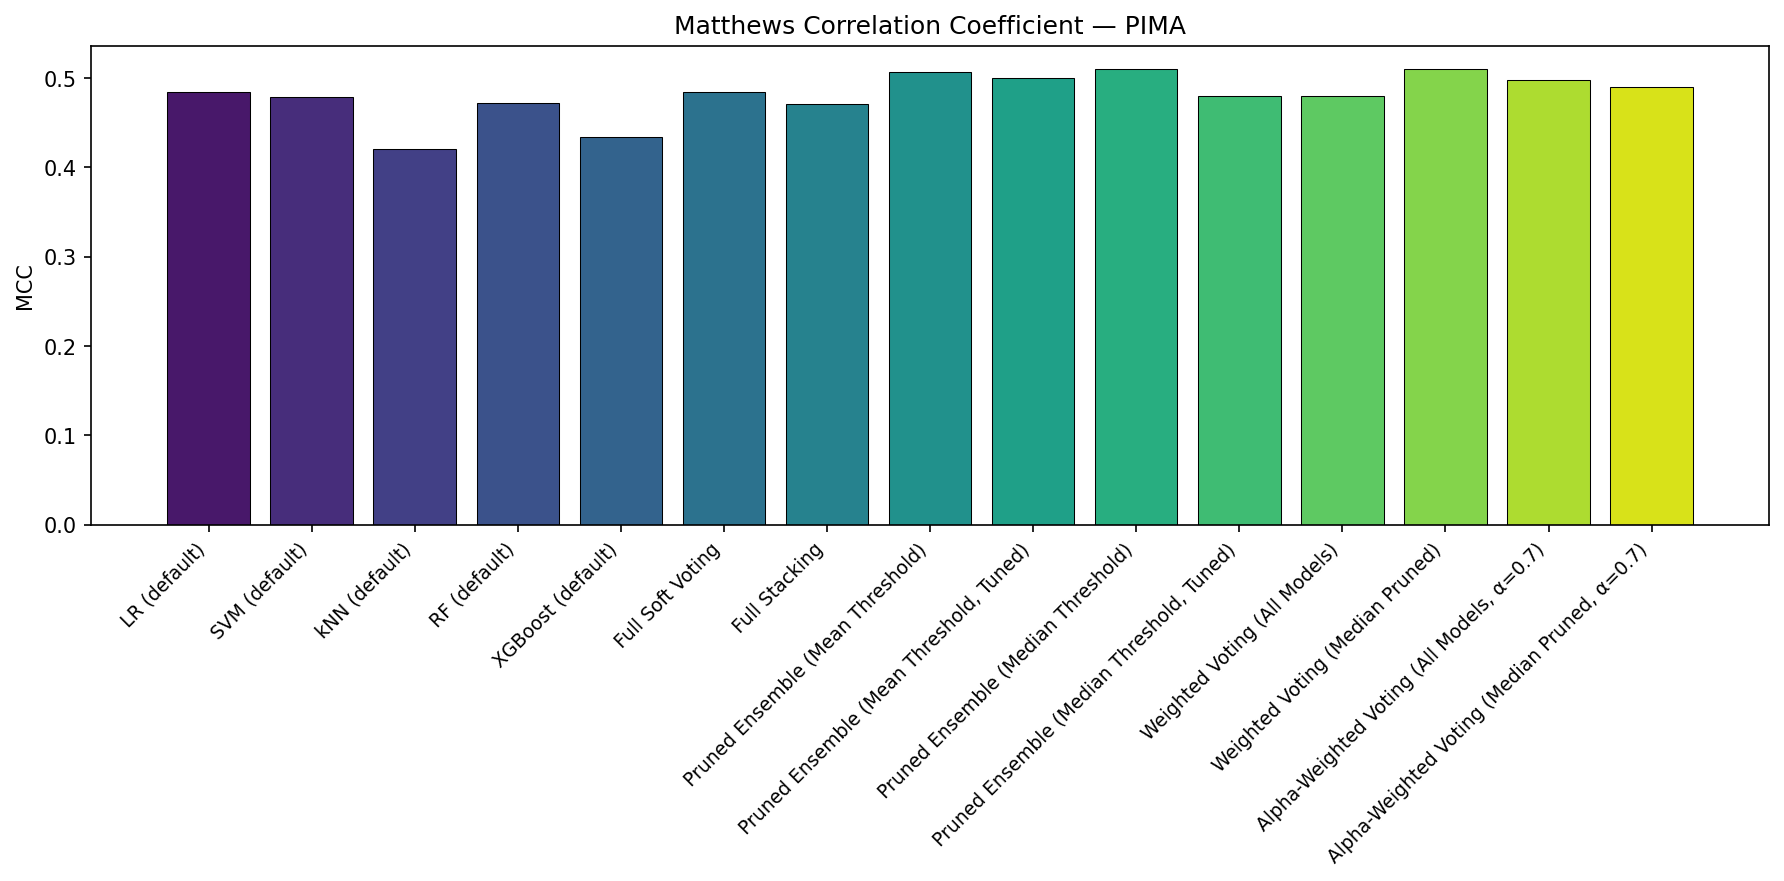 Matthews Correlation Coefficient — PIMA
MCC
0.5
0.4
0.3
0.2
0.1
0.0
LR (default)
SVM (default)
kNN (default)
RF (default)
XGBoost (default)
Full Soft Voting
Full Stacking
Pruned Ensemble (Mean Threshold)
Pruned Ensemble (Mean Threshold, Tuned)
Pruned Ensemble (Median Threshold)
Pruned Ensemble (Median Threshold, Tuned)
Weighted Voting (All Models)
Weighted Voting (Median Pruned)
Alpha-Weighted Voting (All Models, α=0.7)
Alpha-Weighted Voting (Median Pruned, α=0.7)